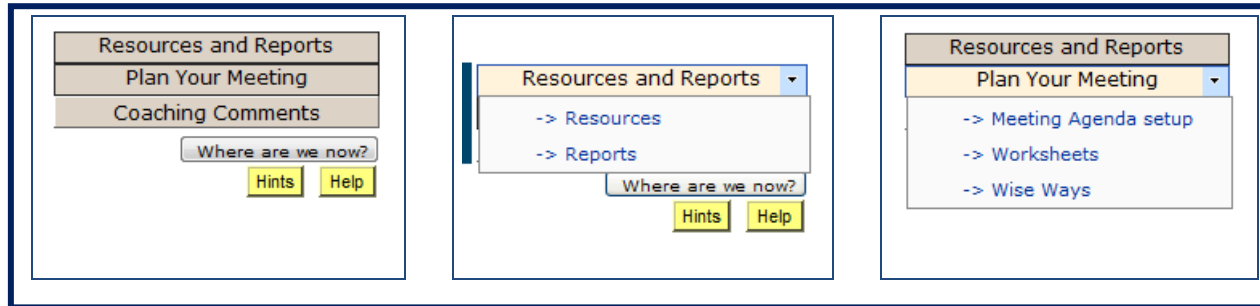 Resources and Reports
Plan Your Meeting
Coaching Comments
Where are we now?
Hints Help
Resources and Reports
-> Resources
-> Reports
Where are we now?
Hints Help
Resources and Reports
Plan Your Meeting
-> Meeting Agenda setup
-> Worksheets
-> Wise Ways